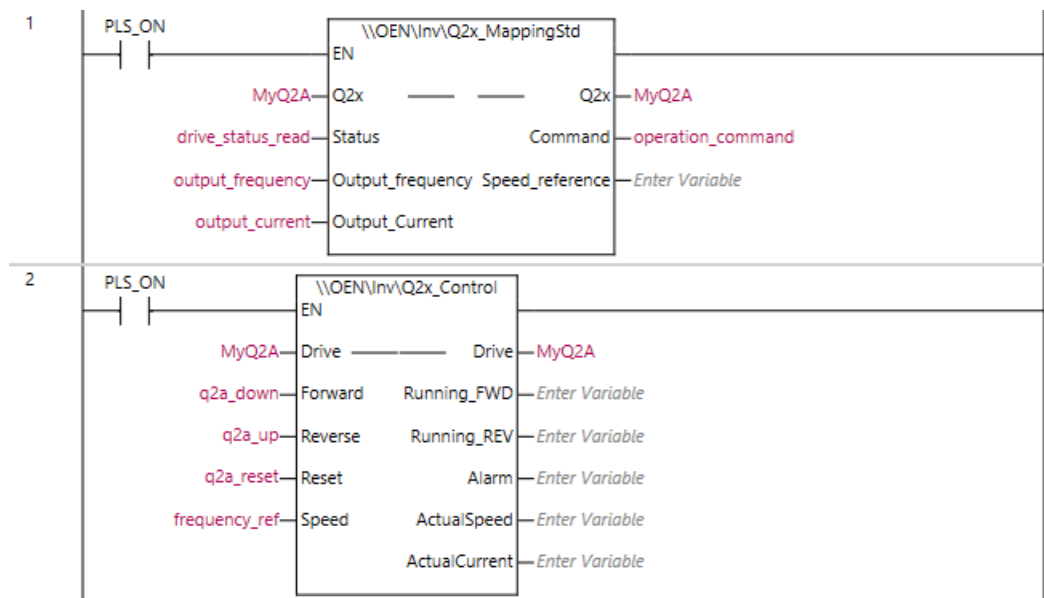 1
PLS_ON
\\OEN\Inv\Q2x_MappingStd
EN
MyQ2A Q2x Q2x MyQ2A
drive_status_read Status Command operation_command
output_frequency Output_frequency Speed_reference Enter Variable
output_current Output_Current
2
PLS_ON
\\OEN\Inv\Q2x_Control
EN
MyQ2A Drive Drive MyQ2A
q2a_down Forward Running_FWD Enter Variable
q2a_up Reverse Running_REV Enter Variable
q2a_reset Reset Alarm Enter Variable
frequency_ref Speed ActualSpeed Enter Variable
ActualCurrent Enter Variable